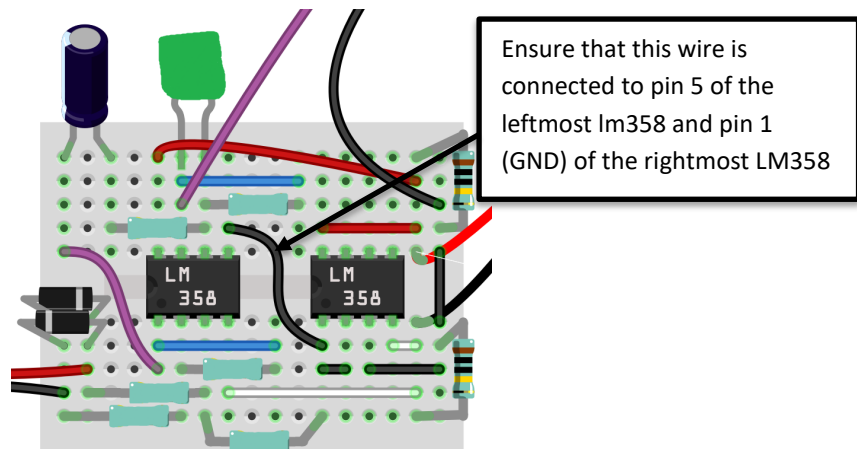 Ensure that this wire is
connected to pin 5 of the
leftmost lm358 and pin 1
(GND) of the rightmost LM358
LM
358
LM
358